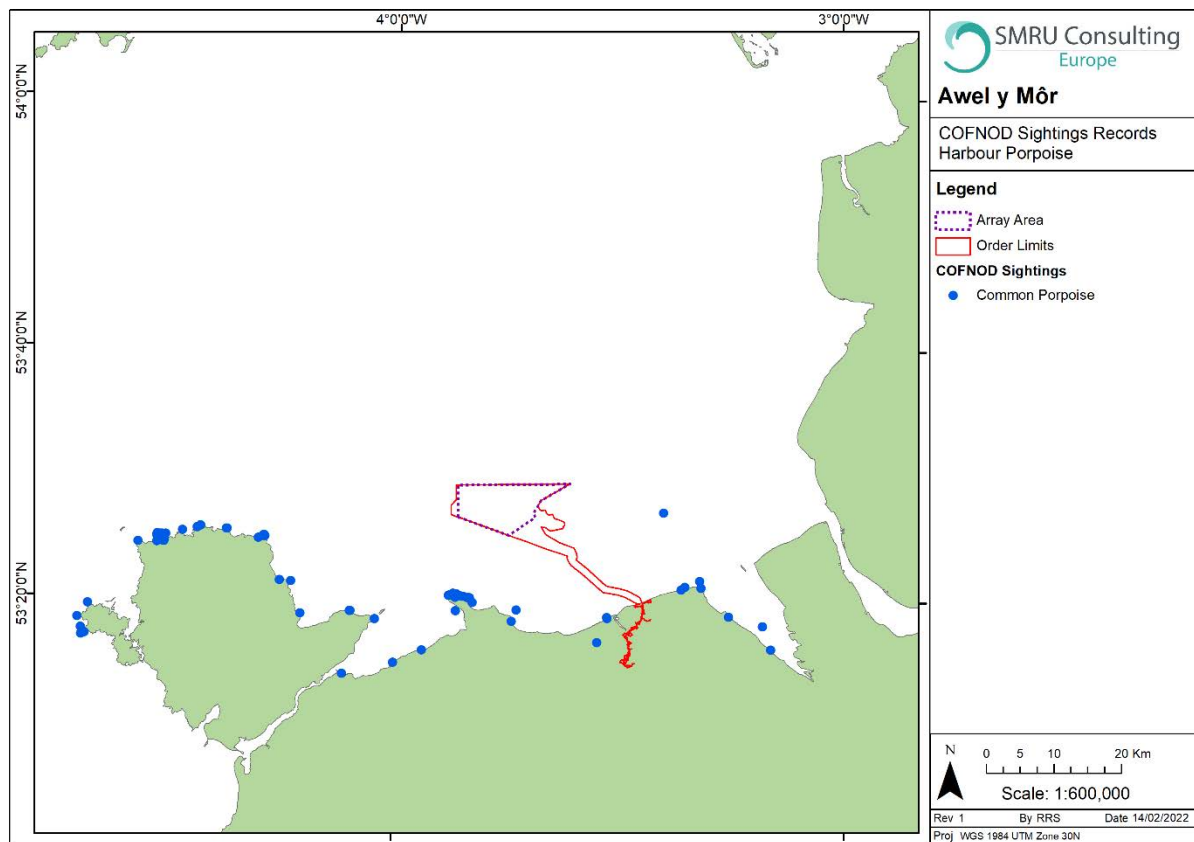 4°0'0"W
3°0'0"W
54°0'0"N
53°40'0"N
53°20'0"N
SMRU Consulting
Europe
Awel y Môr
COFNOD Sightings Records
Harbour Porpoise
Legend
Array Area
Order Limits
COFNOD Sightings
Common Porpoise
N
0 5 10 20 Km
Scale: 1:600,000
Rev 1 By RRS Date 14/02/2022
Proj WGS 1984 UTM Zone 30N